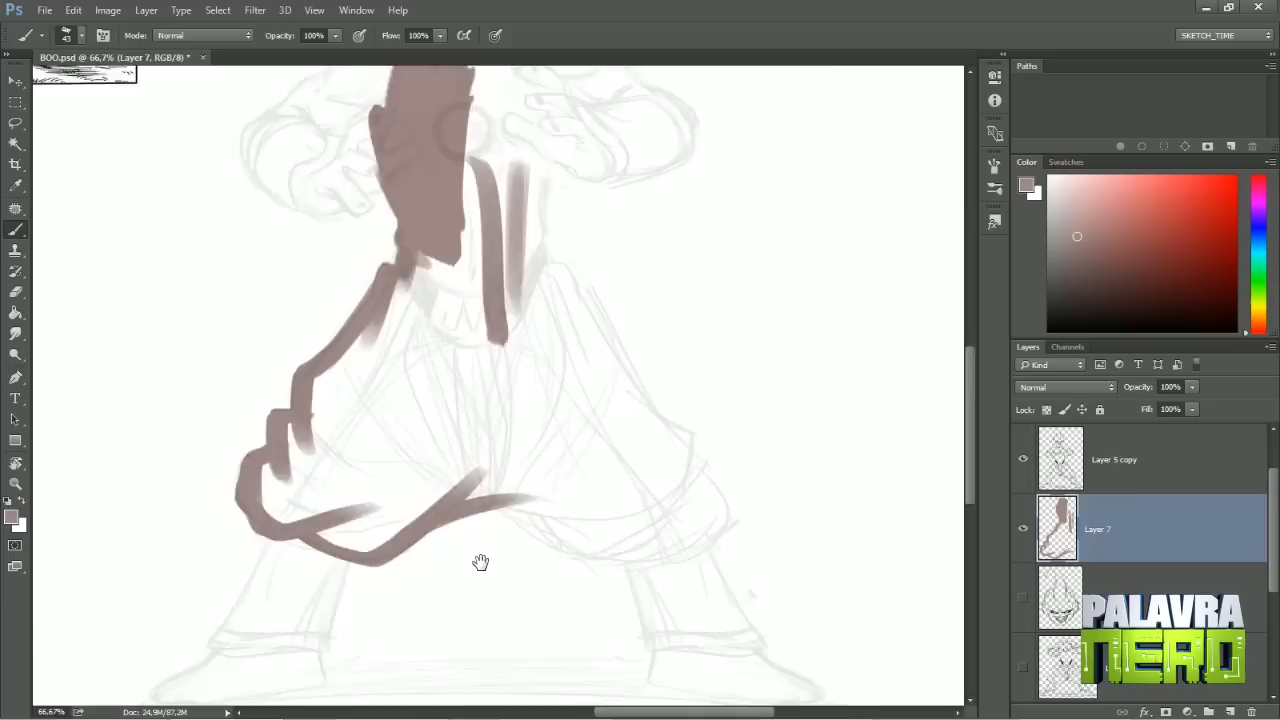 Ps File Edit Image Layer Type Select Filter 3D View Window Help
43 Mode: Normal Opacity: 100% Flow: 100% SKETCH_TIME
BOO.psd @ 66,7% (Layer 7, RGB/8) * ×
Paths
Color Swatches
Layers Channels
Kind
Normal Opacity: 100%
Lock: Fill: 100%
Layer 5 copy
Layer 7
PALAVRA
NERD
66,67% Doc: 24,9M/87,2M